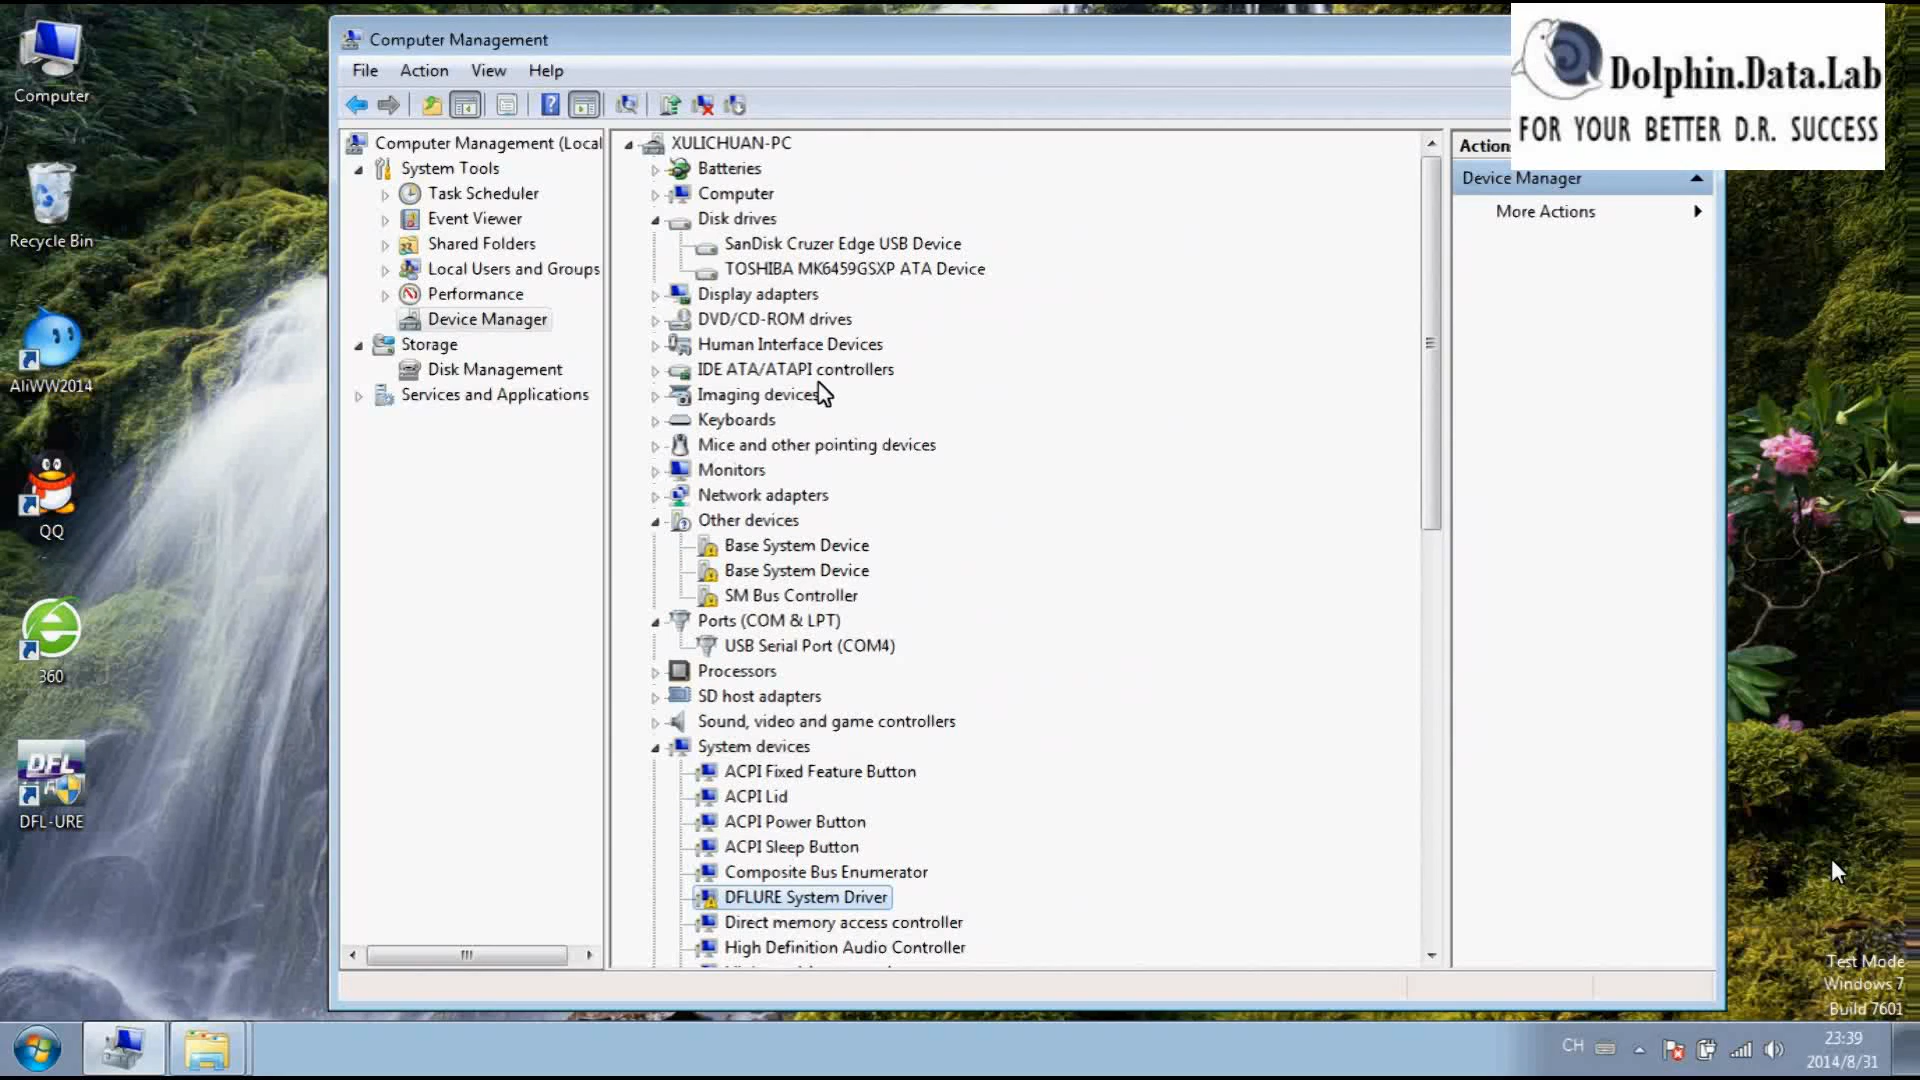 Computer
Recycle Bin
AliWW2014
QQ
360
DFL
DFL-URE
Computer Management
File Action View Help
Computer Management (Local
System Tools
Task Scheduler
Event Viewer
Shared Folders
Local Users and Groups
Performance
Device Manager
Storage
Disk Management
Services and Applications
XULICHUAN-PC
Batteries
Computer
Disk drives
SanDisk Cruzer Edge USB Device
TOSHIBA MK6459GSXP ATA Device
Display adapters
DVD/CD-ROM drives
Human Interface Devices
IDE ATA/ATAPI controllers
Imaging devices
Keyboards
Mice and other pointing devices
Monitors
Network adapters
Other devices
Base System Device
Base System Device
SM Bus Controller
Ports (COM & LPT)
USB Serial Port (COM4)
Processors
SD host adapters
Sound, video and game controllers
System devices
ACPI Fixed Feature Button
ACPI Lid
ACPI Power Button
ACPI Sleep Button
Composite Bus Enumerator
DFLURE System Driver
Direct memory access controller
High Definition Audio Controller
Action
Device Manager
More Actions
Dolphin.Data.Lab
FOR YOUR BETTER D.R. SUCCESS
Test Mode
Windows 7
Build 7601
CH
23:39
2014/8/31